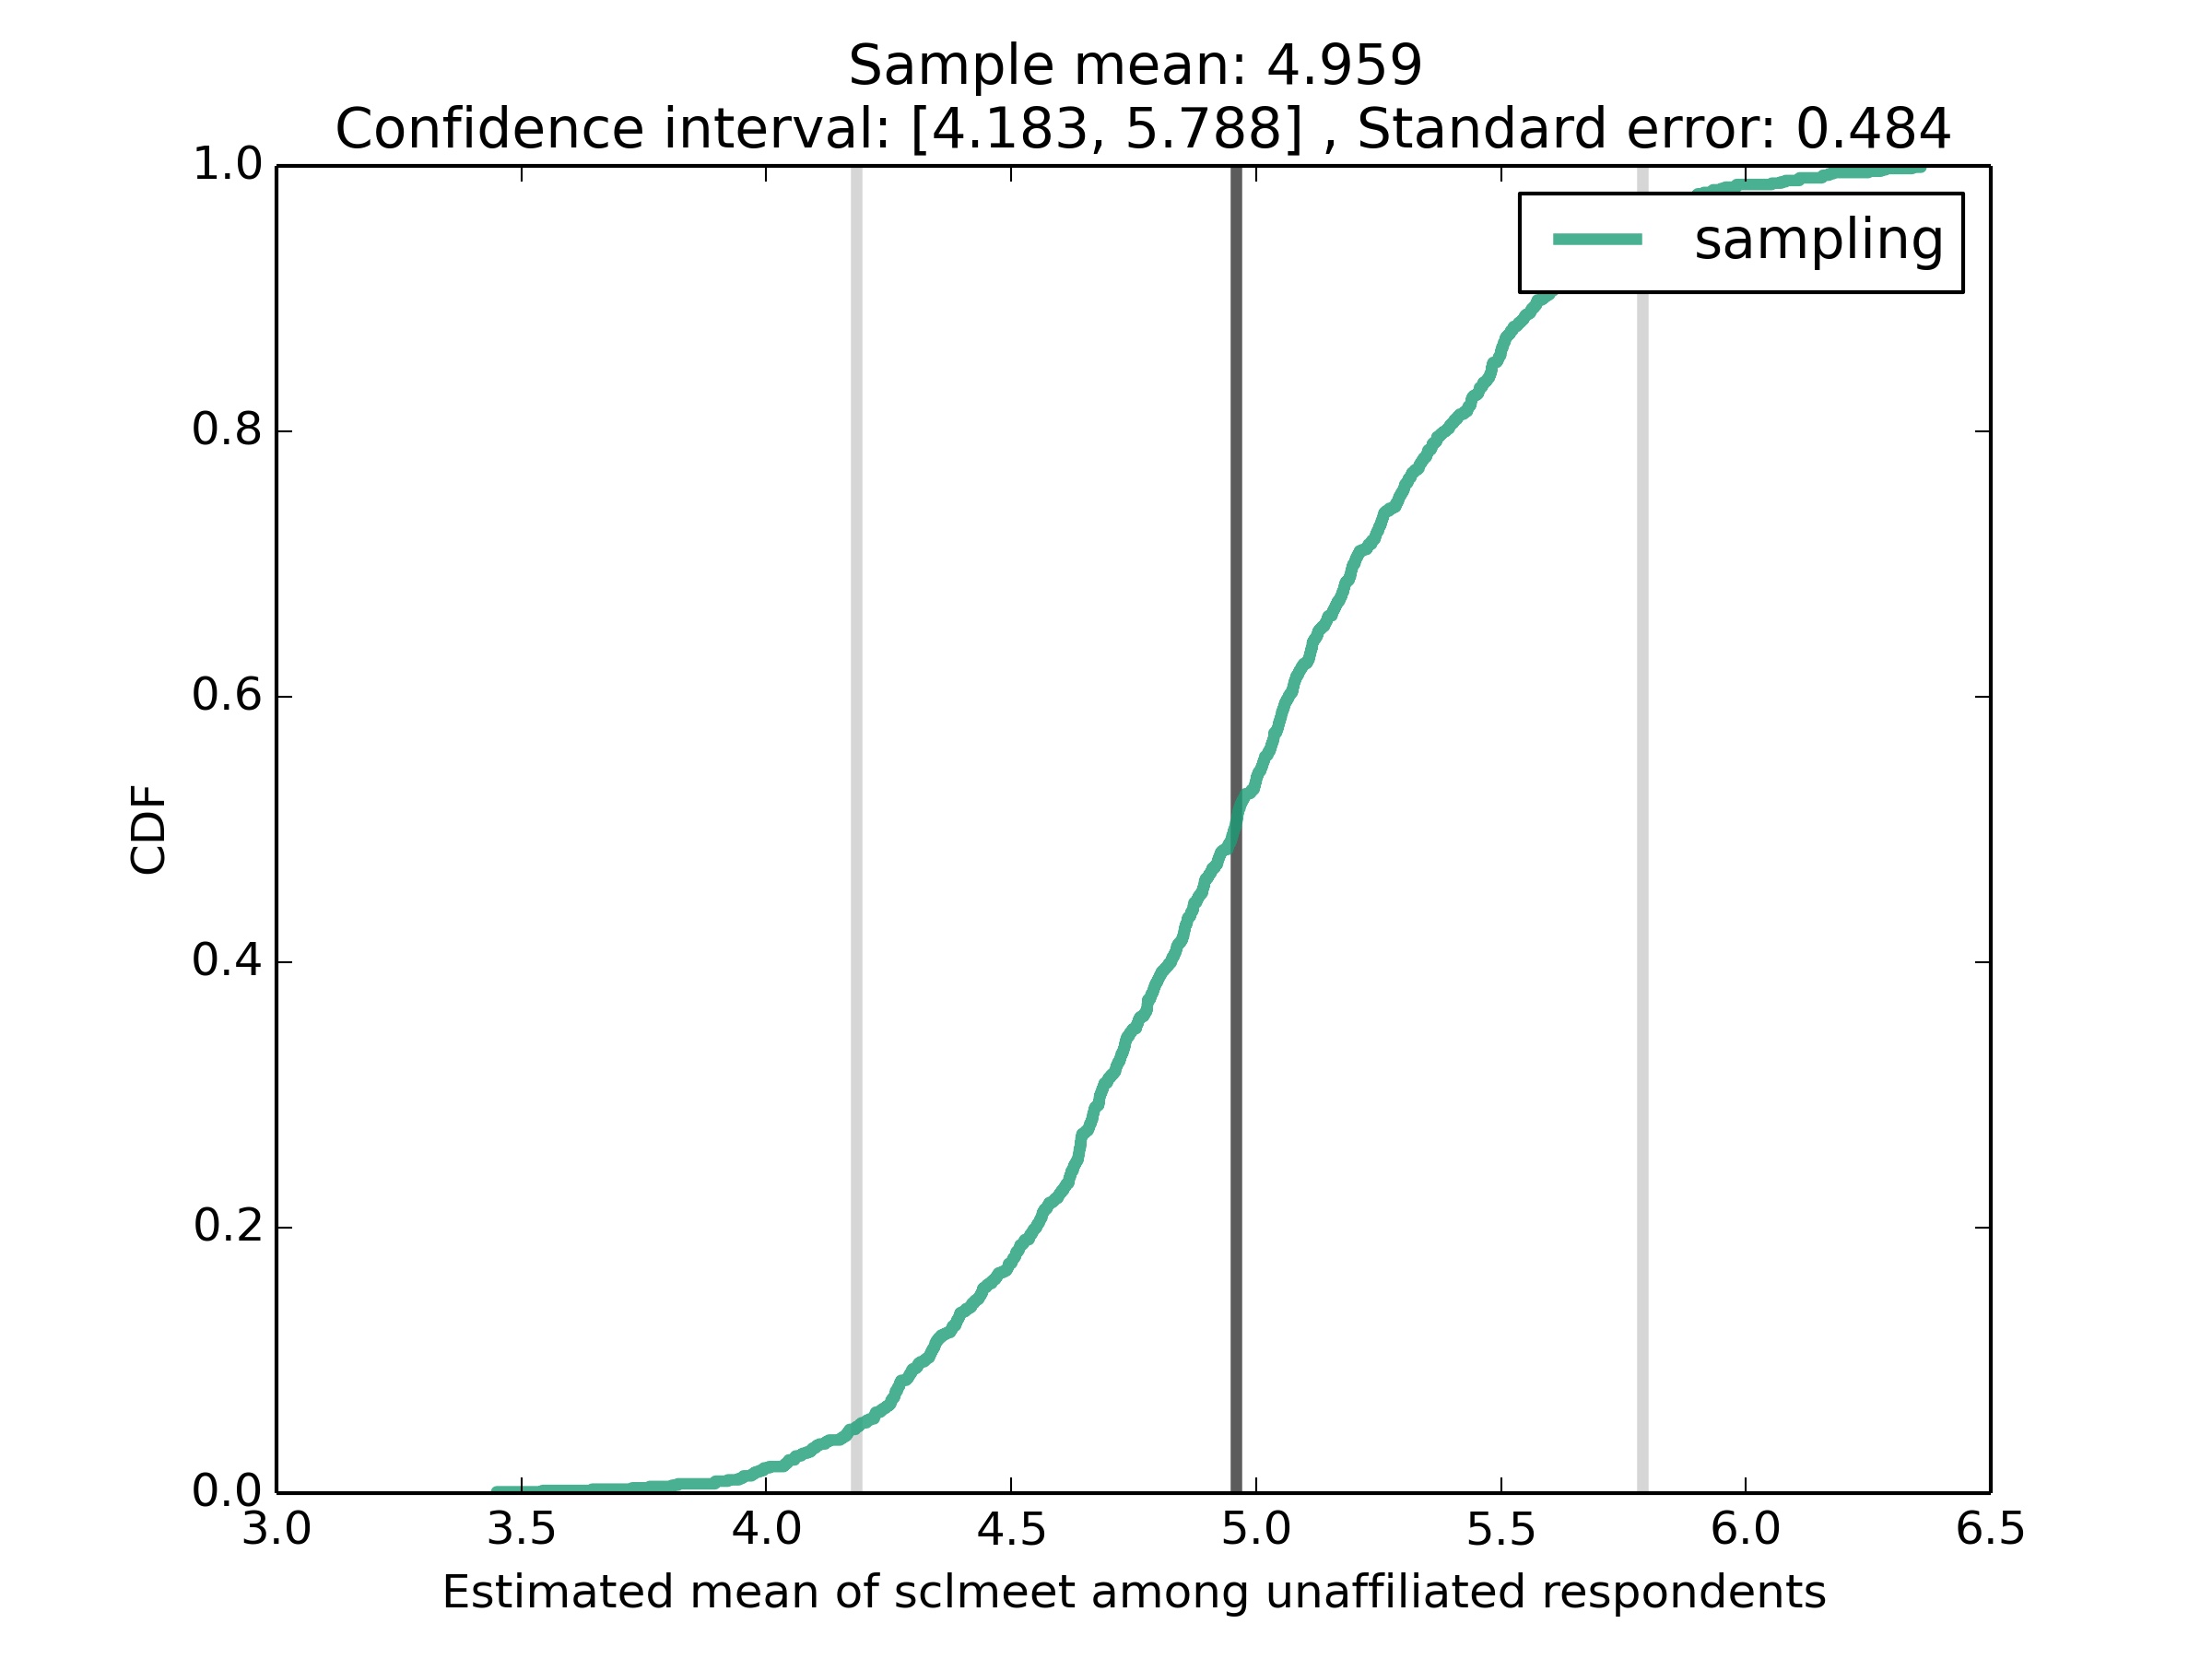 Sample mean: 4.959
Confidence interval: [4.183, 5.788] , Standard error: 0.484
1.0
0.8
0.6
0.4
0.2
0.0
CDF
sampling
3.0 3.5 4.0 4.5 5.0 5.5 6.0 6.5
Estimated mean of sclmeet among unaffiliated respondents